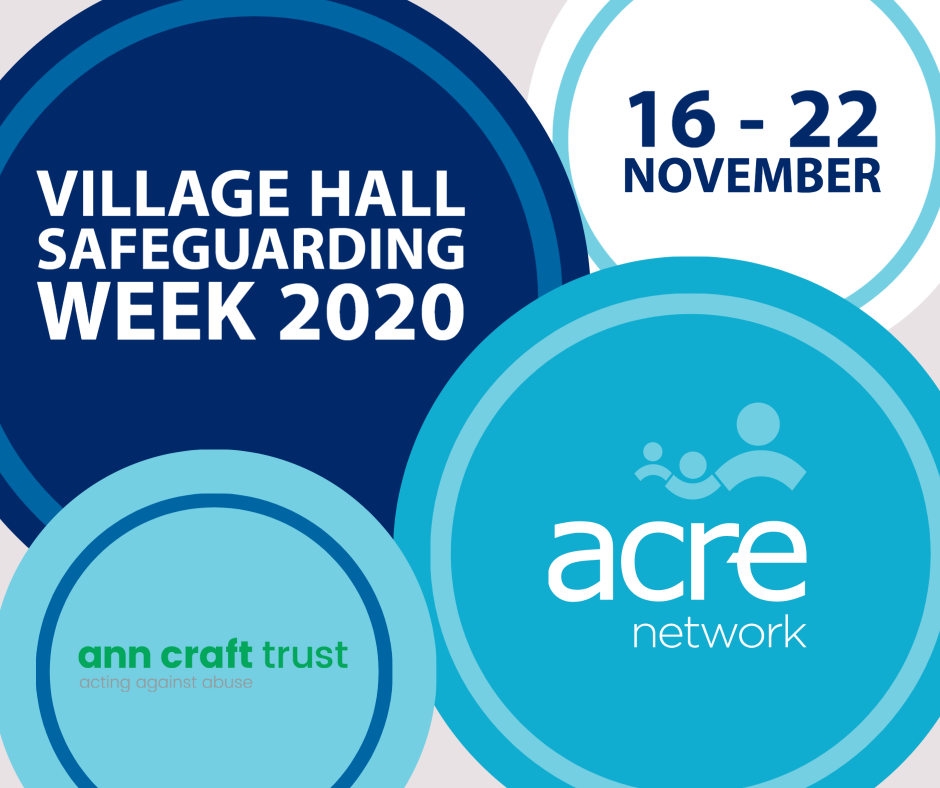 VILLAGE HALL
SAFEGUARDING
WEEK 2020
16 - 22
NOVEMBER
acre
network
ann craft trust
acting against abuse